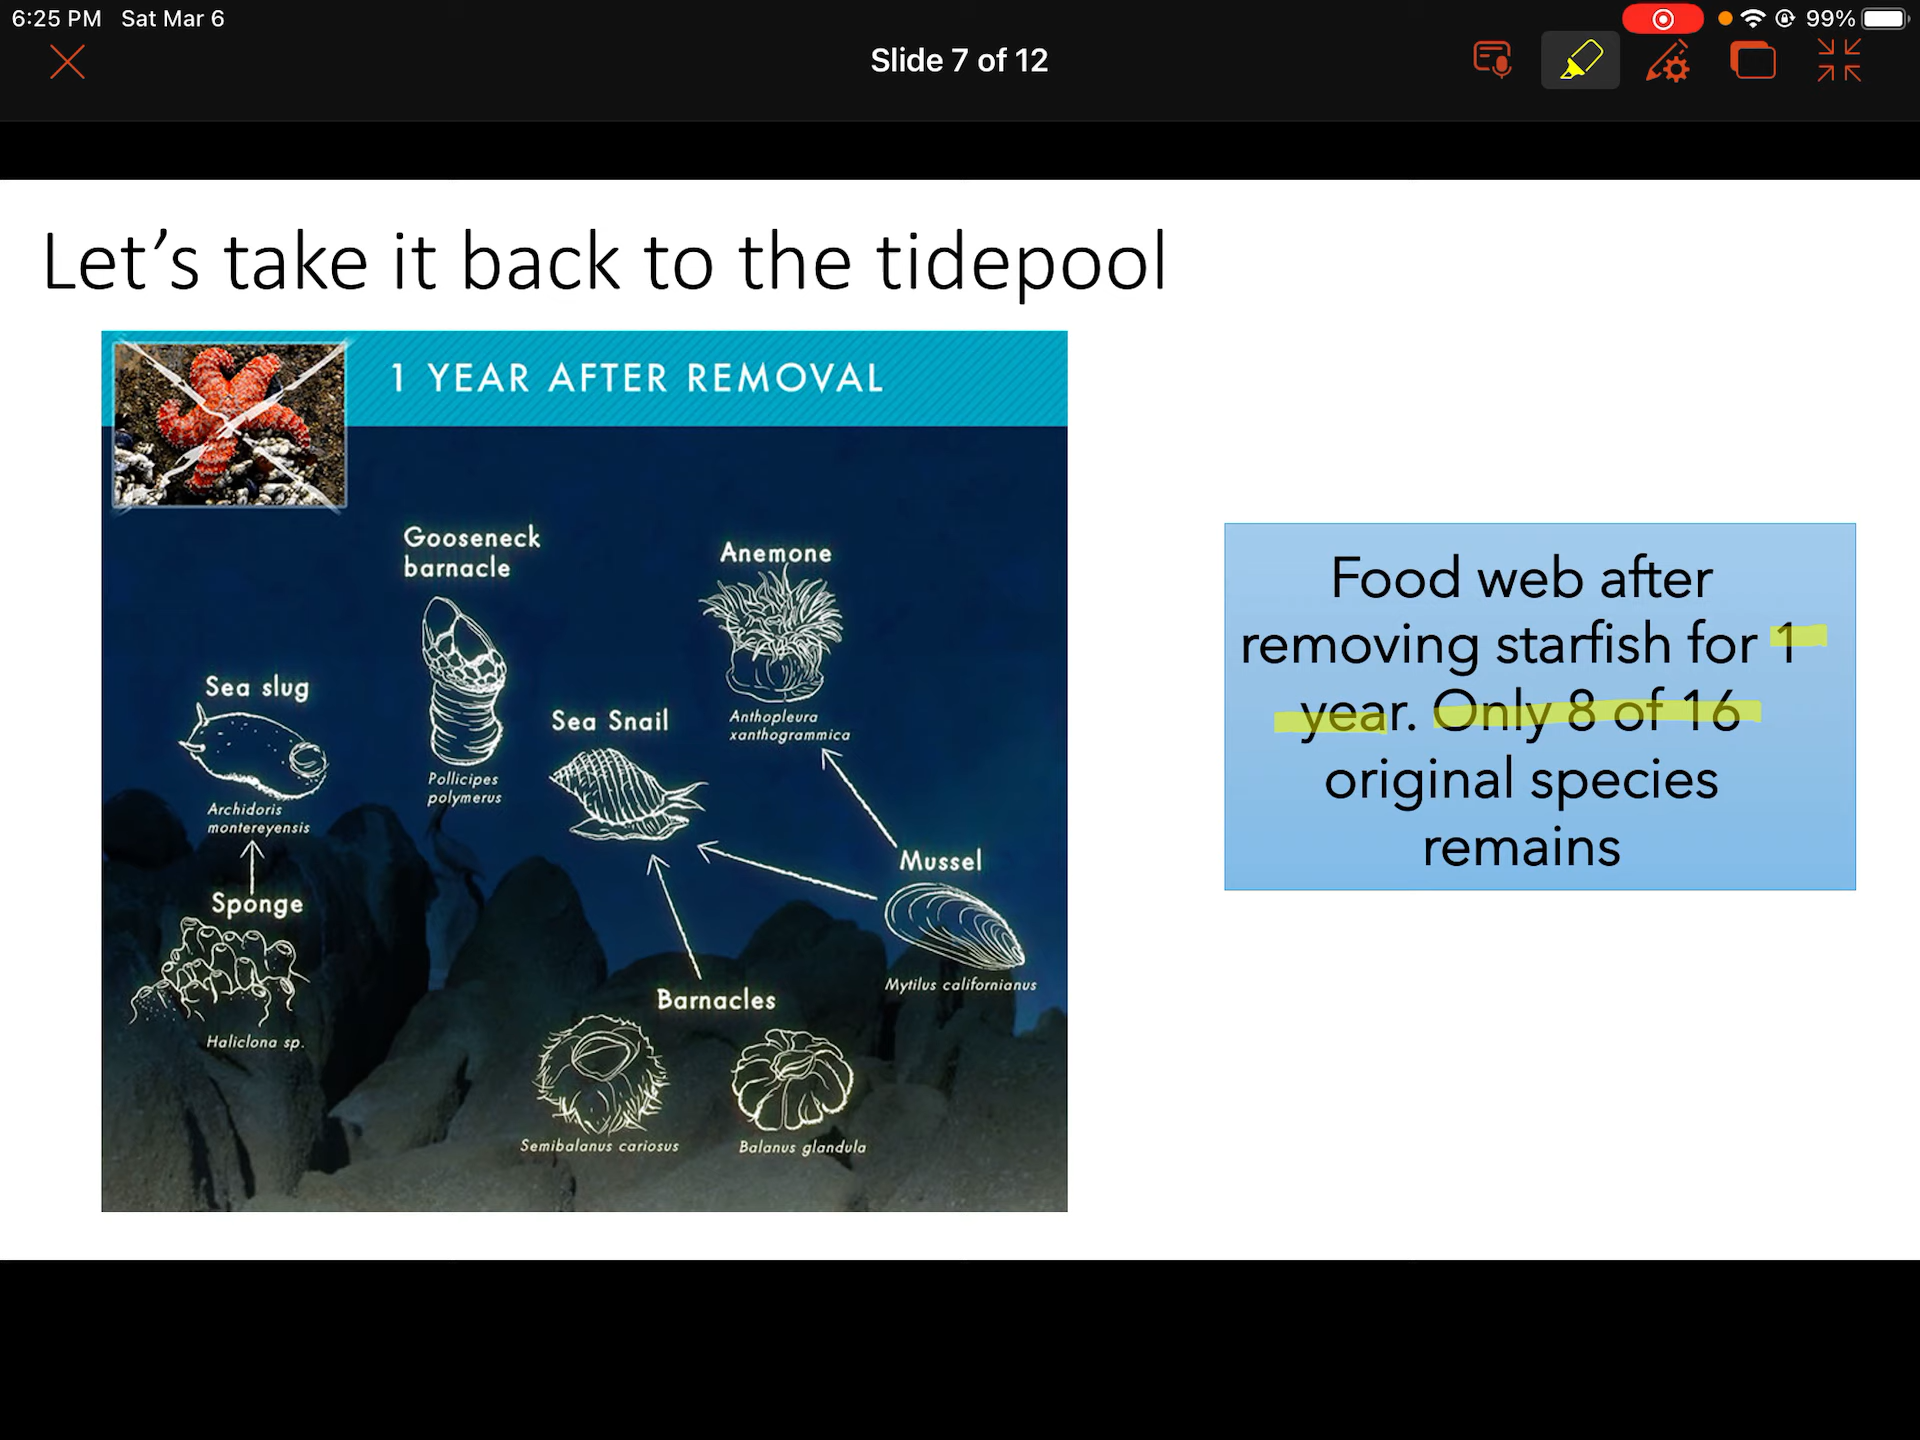 6:25 PM Sat Mar 6
99%
Slide 7 of 12
Let’s take it back to the tidepool
1 YEAR AFTER REMOVAL
Gooseneck
barnacle
Anemone
Sea slug
Sea Snail
Anthopleura
xanthogrammica
Pollicipes
polymerus
Archidoris
montereyensis
Mussel
Sponge
Mytilus californianus
Barnacles
Haliclona sp.
Semibalanus cariosus
Balanus glandula
Food web after
removing starfish for 1
year. Only 8 of 16
original species
remains